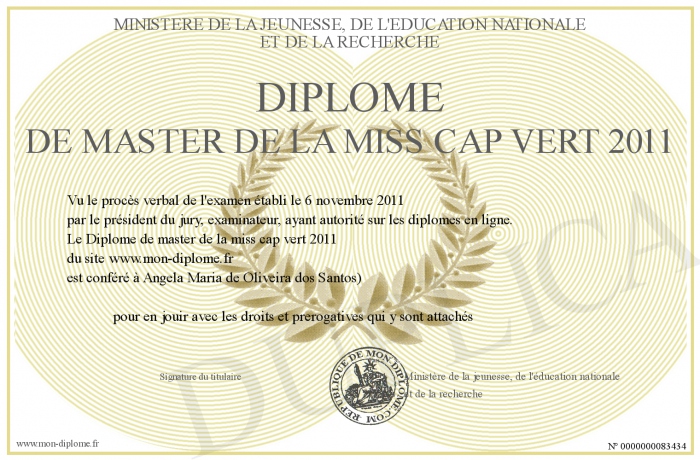 MINISTERE DE LA JEUNESSE, DE L'EDUCATION NATIONALE
ET DE LA RECHERCHE
DIPLOME
DE MASTER DE LA MISS CAP VERT 2011
Vu le procès verbal de l'examen établi le 6 novembre 2011
par le président du jury, examinateur, ayant autorité sur les diplomes en ligne.
Le Diplome de master de la miss cap vert 2011
du site www.mon-diplome.fr
est conféré à Angela Maria de Oliveira dos Santos)
pour en jouir avec les droits et prerogatives qui y sont attachés
Signature du titulaire
REPUBLIQUE DE MON-DIPLOME.COM
Ministère de la jeunesse, de l'éducation nationale
et de la recherche
DUPLICATA
www.mon-diplome.fr
N° 0000000083434